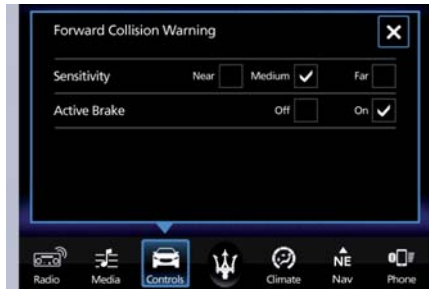 Forward Collision Warning
Sensitivity Near Medium Far
Active Brake Off On
NE
Radio Media Controls Climate Nav Phone